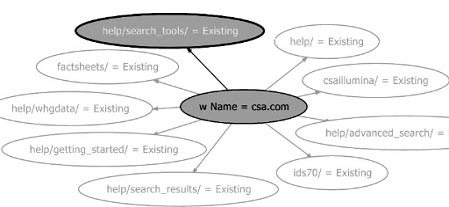 help/search_tools/ = Existing
help/ = Existing
factsheets/ = Existing
csaillumina/ = Existing
help/whgdata/ = Existing
w Name = csa.com
help/advanced_search/ = E
help/getting_started/ = Existing
ids70/ = Existing
help/search_results/ = Existing